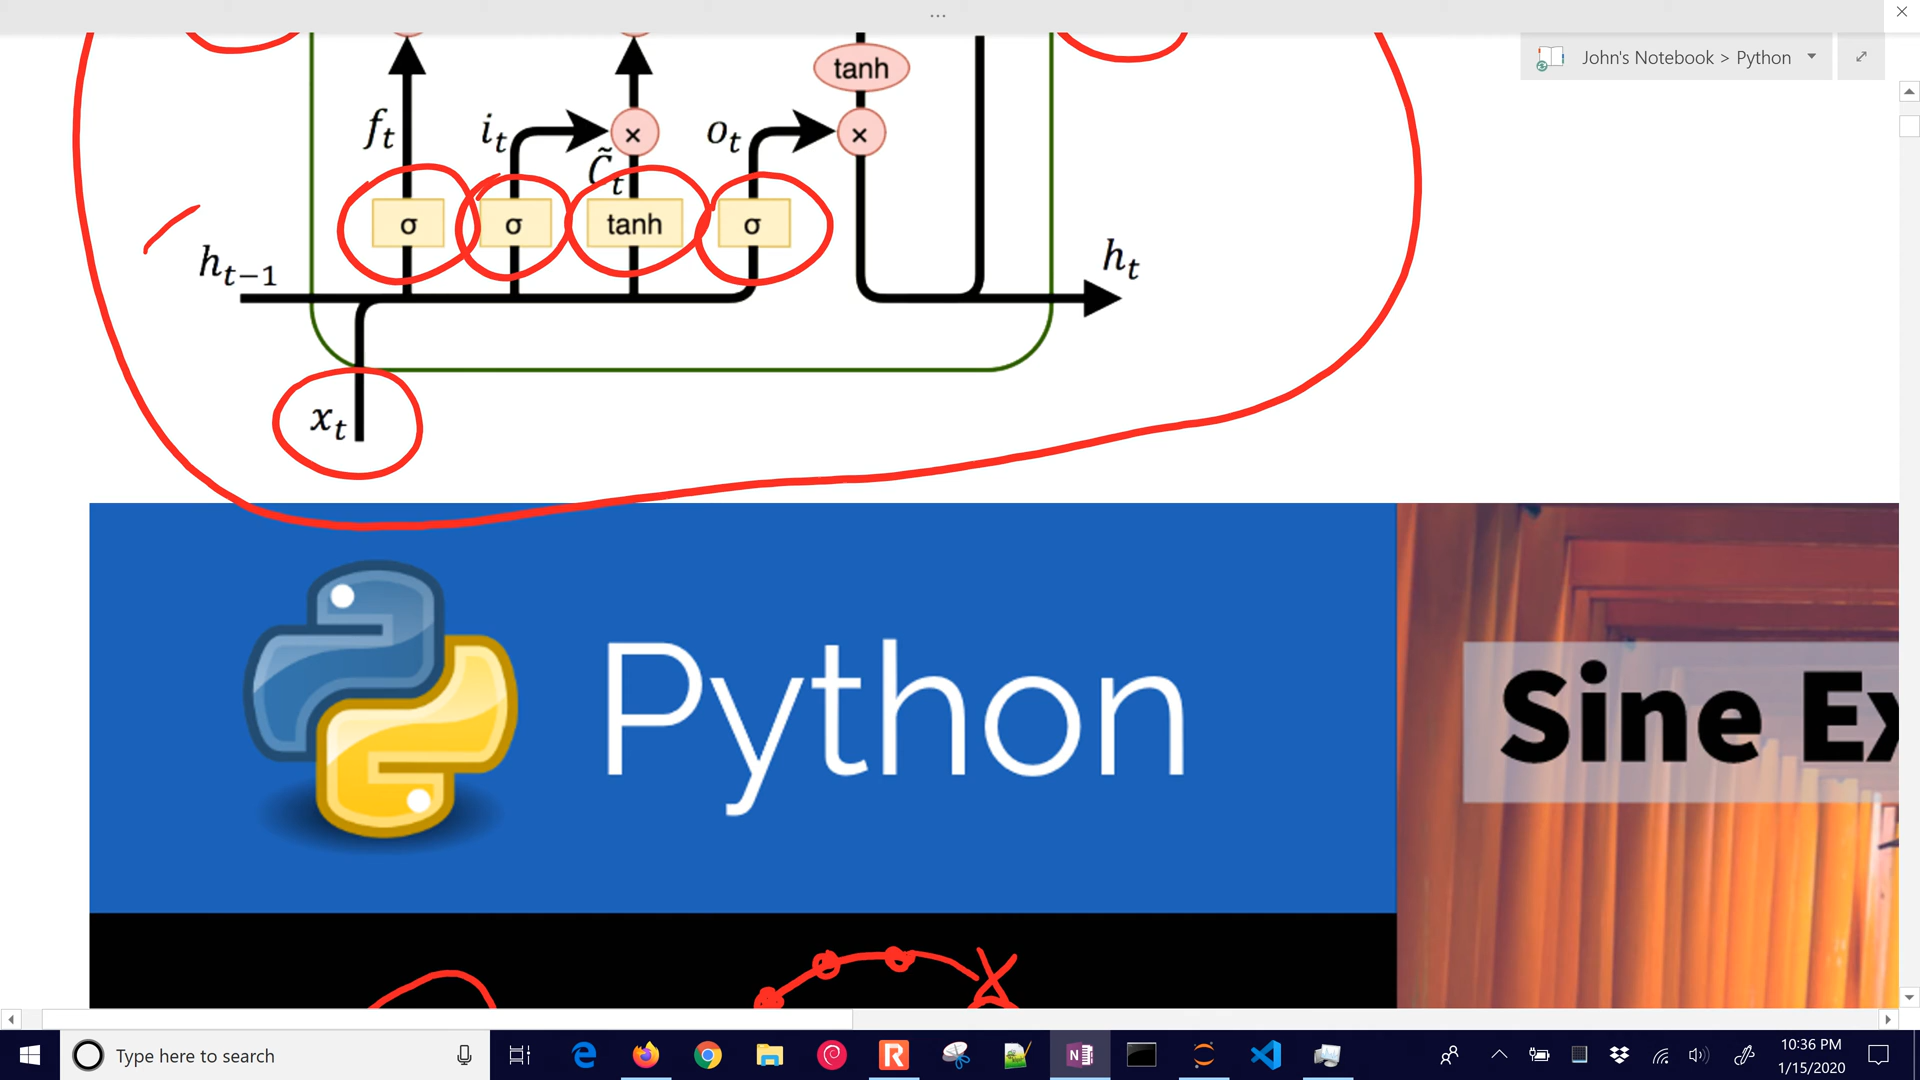 ...
John's Notebook > Python
tanh
f_t
i_t
×
o_t
×
C̃_t
σ
σ
tanh
σ
h_{t-1}
h_t
x_t
Python
Sine Ex
Type here to search
10:36 PM
1/15/2020